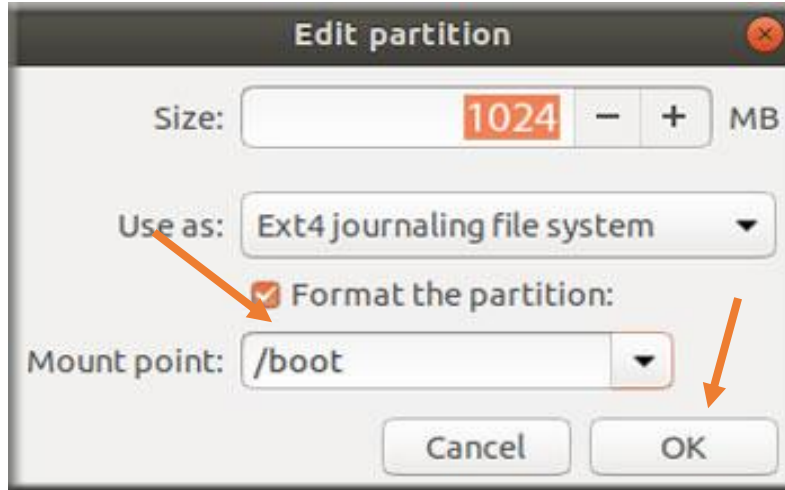 Edit partition
Size: 1024 − + MB
Use as: Ext4 journaling file system
Format the partition:
Mount point: /boot
Cancel OK